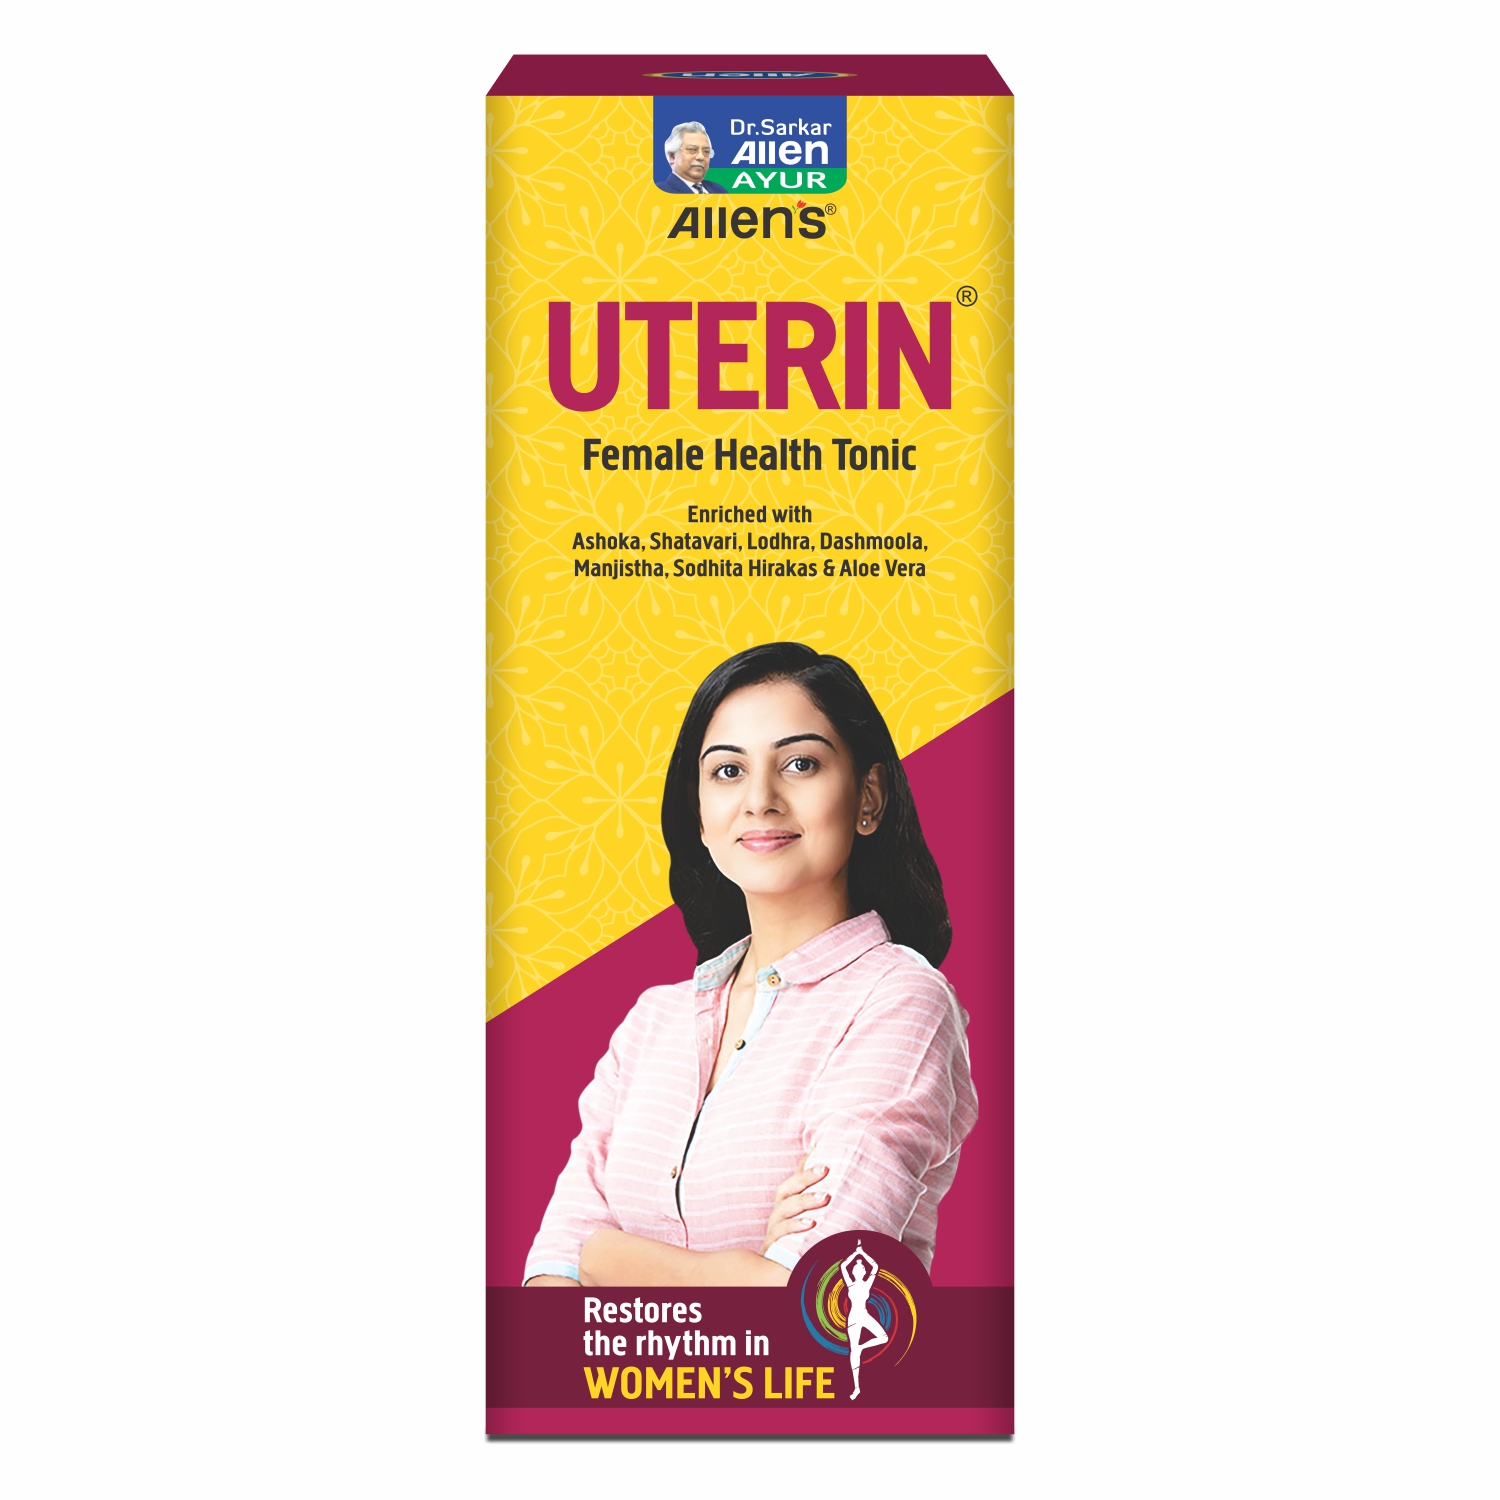 Allen
Dr.Sarkar
Allen
AYUR
Allen's®
UTERIN®
Female Health Tonic
Enriched with
Ashoka, Shatavari, Lodhra, Dashmoola,
Manjistha, Sodhita Hirakas & Aloe Vera
Restores
the rhythm in
WOMEN'S LIFE